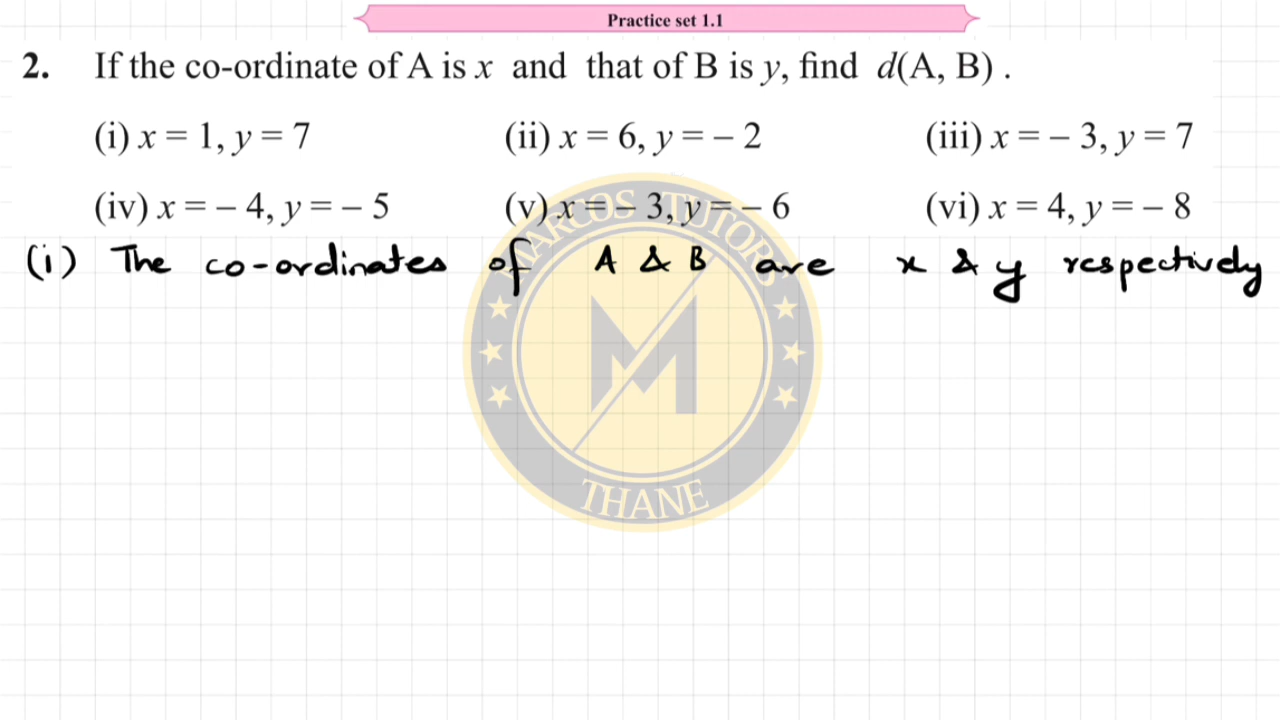 Practice set 1.1
2. If the co-ordinate of A is x and that of B is y, find d(A, B) .
(i) x = 1, y = 7 (ii) x = 6, y = – 2 (iii) x = – 3, y = 7
(iv) x = – 4, y = – 5 (v) x = – 3, y = – 6 (vi) x = 4, y = – 8
(i) The co-ordinates of A & B are x & y respectively
MARCOS TUTORS
M
THANE